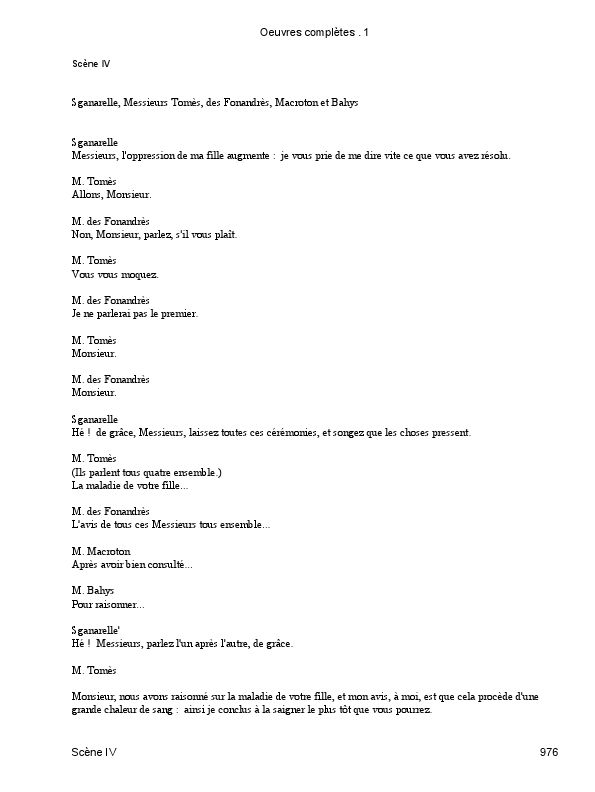 Oeuvres complètes . 1
Scène IV
Sganarelle, Messieurs Tomès, des Fonandrès, Macroton et Bahys
Sganarelle
Messieurs, l'oppression de ma fille augmente : je vous prie de me dire vite ce que vous avez résolu.
M. Tomès
Allons, Monsieur.
M. des Fonandrès
Non, Monsieur, parlez, s'il vous plaît.
M. Tomès
Vous vous moquez.
M. des Fonandrès
Je ne parlerai pas le premier.
M. Tomès
Monsieur.
M. des Fonandrès
Monsieur.
Sganarelle
Hé ! de grâce, Messieurs, laissez toutes ces cérémonies, et songez que les choses pressent.
M. Tomès
(Ils parlent tous quatre ensemble.)
La maladie de votre fille...
M. des Fonandrès
L'avis de tous ces Messieurs tous ensemble...
M. Macroton
Après avoir bien consulté...
M. Bahys
Pour raisonner...
Sganarelle'
Hé ! Messieurs, parlez l'un après l'autre, de grâce.
M. Tomès
Monsieur, nous avons raisonné sur la maladie de votre fille, et mon avis, à moi, est que cela procède d'une
grande chaleur de sang : ainsi je conclus à la saigner le plus tôt que vous pourrez.
Scène IV 976